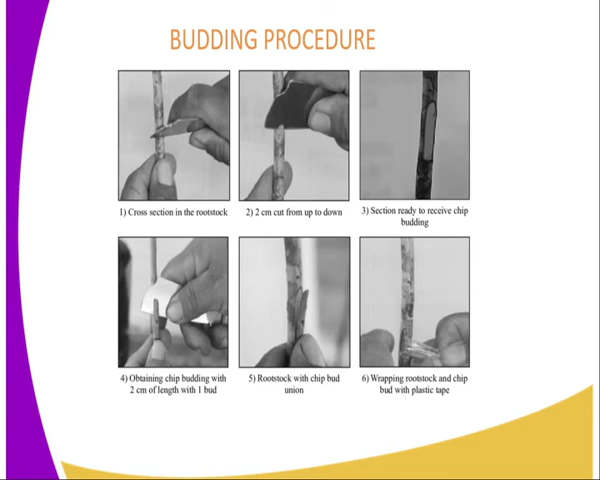 BUDDING PROCEDURE
1) Cross section in the rootstock
2) 2 cm cut from up to down
3) Section ready to receive chip
budding
4) Obtaining chip budding with
2 cm of length with 1 bud
5) Rootstock with chip bud
union
6) Wrapping rootstock and chip
bud with plastic tape